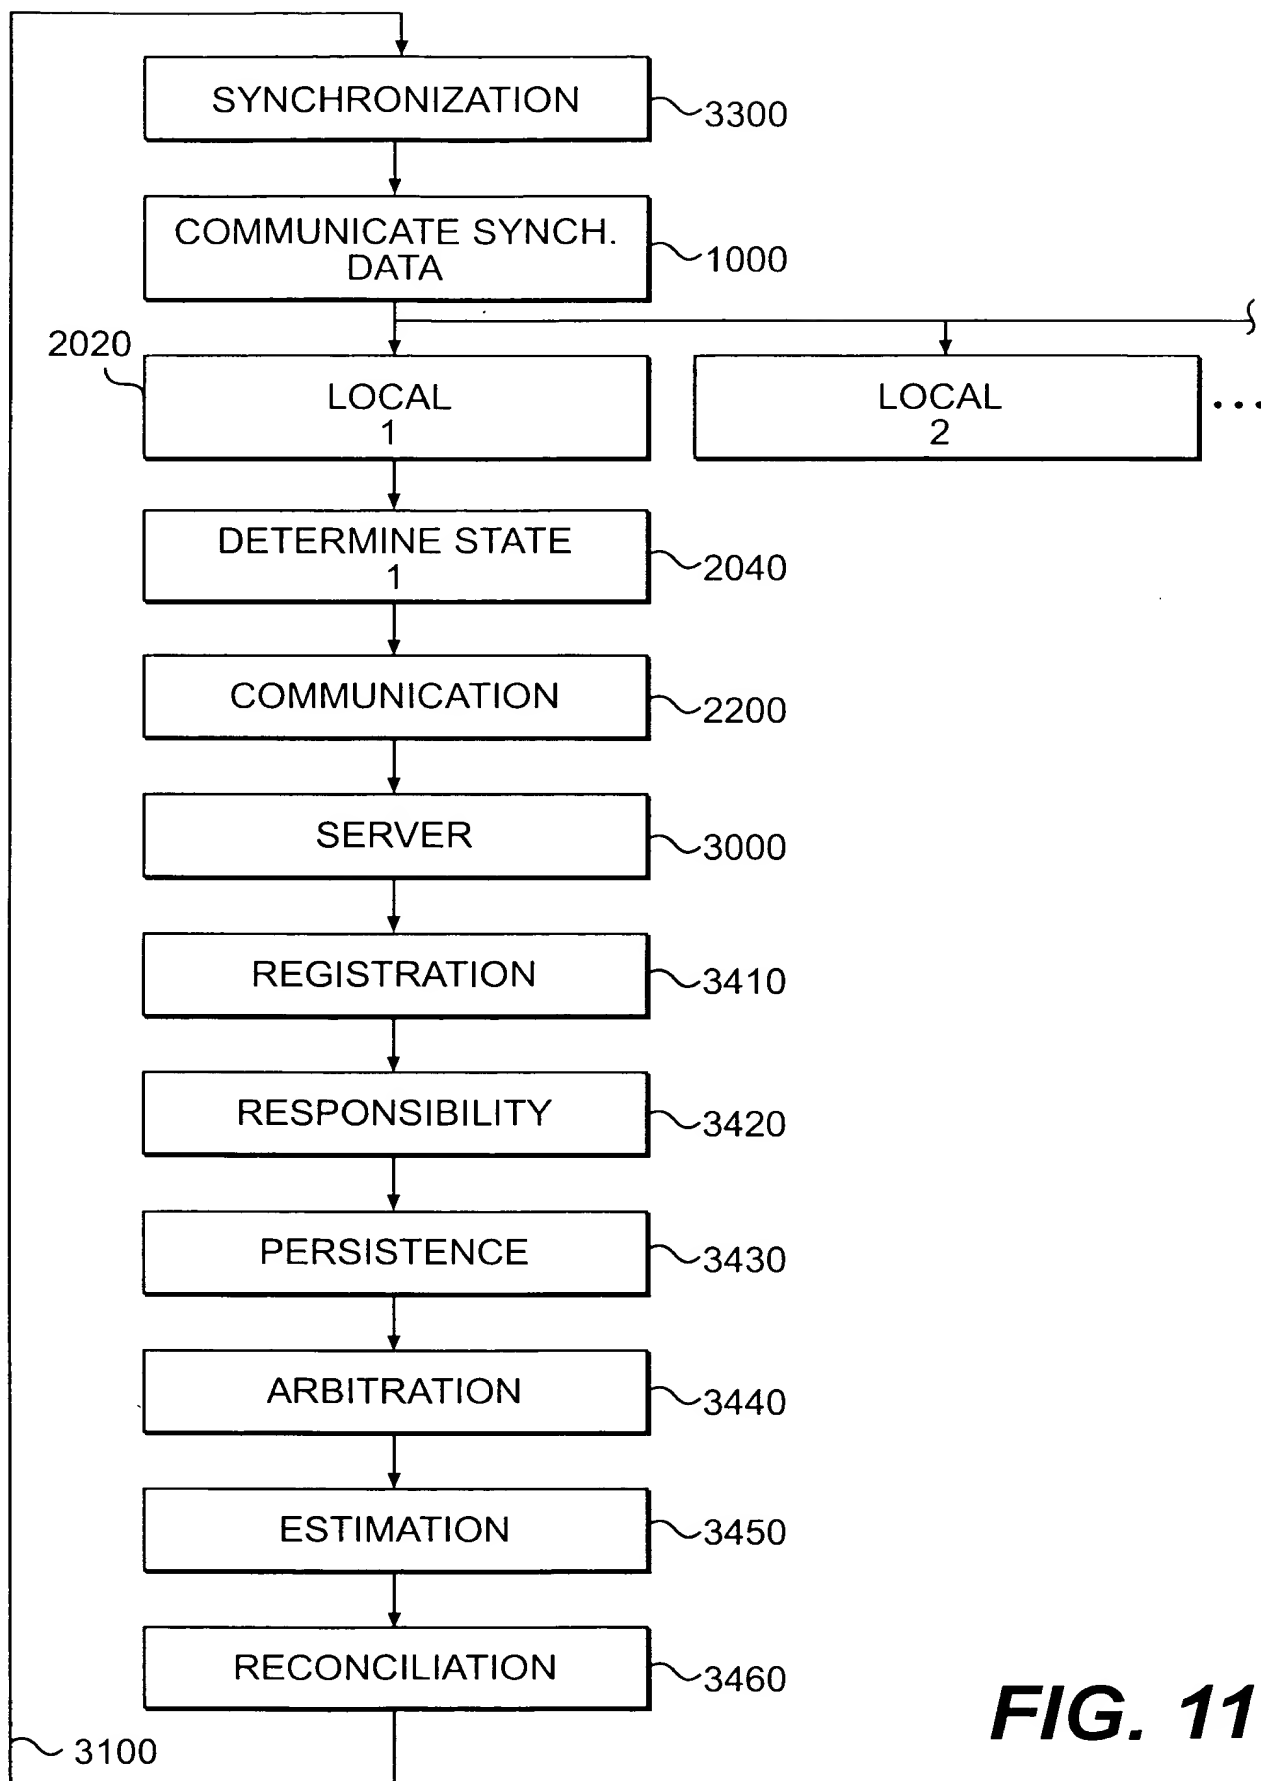 SYNCHRONIZATION
3300
COMMUNICATE SYNCH.
DATA
1000
2020
LOCAL
1
LOCAL
2
...
DETERMINE STATE
1
2040
COMMUNICATION
2200
SERVER
3000
REGISTRATION
3410
RESPONSIBILITY
3420
PERSISTENCE
3430
ARBITRATION
3440
ESTIMATION
3450
RECONCILIATION
3460
3100
FIG. 11